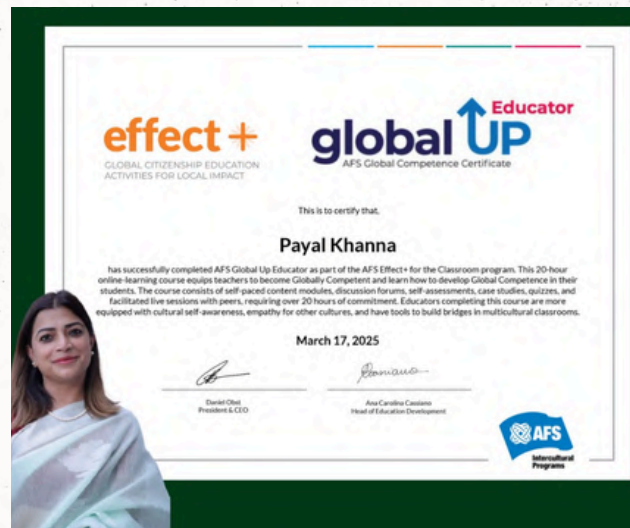 effect +
GLOBAL CITIZENSHIP EDUCATION
ACTIVITIES FOR LOCAL IMPACT
global UP
Educator
AFS Global Competence Certificate
This is to certify that,
Payal Khanna
has successfully completed AFS Global Up Educator as part of the AFS Effect+ for the Classroom program. This 20-hour
online-learning course equips teachers to become Globally Competent and learn how to develop Global Competence in their
students. The course consists of self-paced content modules, discussion forums, self-assessments, case studies, quizzes, and
facilitated live sessions with peers, requiring over 20 hours of commitment. Educators completing this course are more
equipped with cultural self-awareness, empathy for other cultures, and have tools to build bridges in multicultural classrooms.
March 17, 2025
Daniel Obst
President & CEO
Ana Carolina Cassiano
Head of Education Development
AFS
Intercultural
Programs